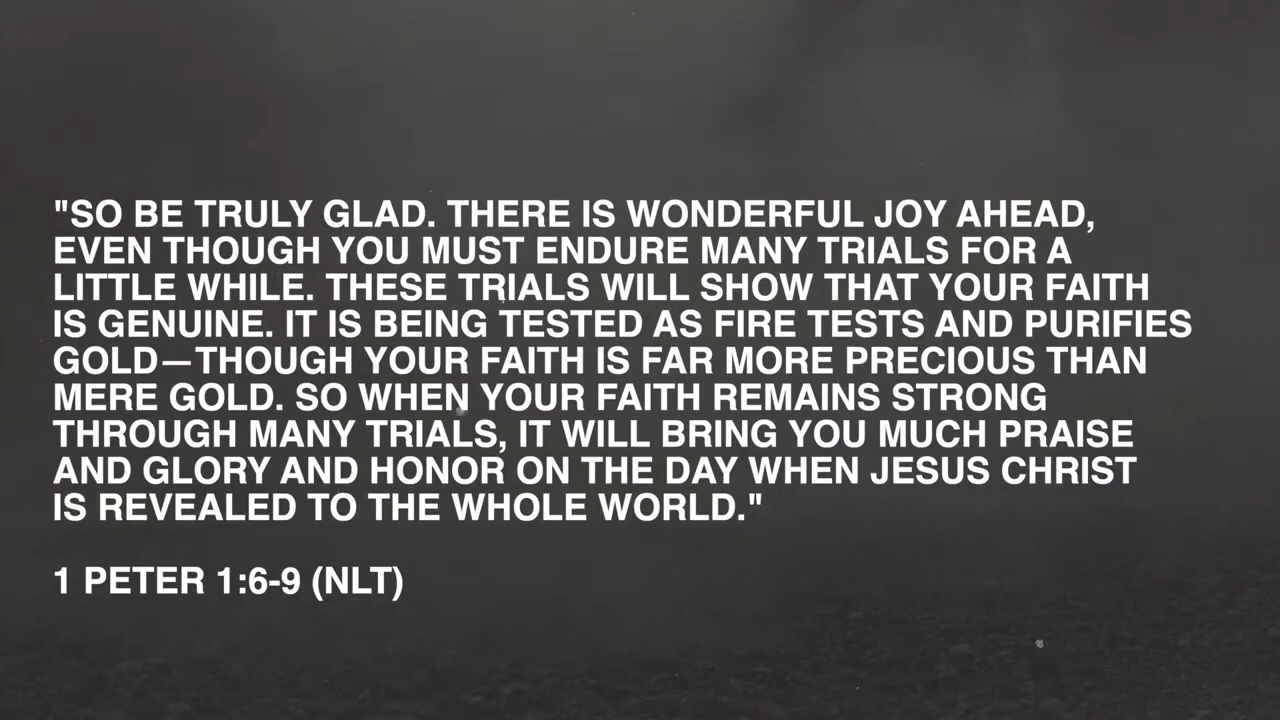 "SO BE TRULY GLAD. THERE IS WONDERFUL JOY AHEAD,
EVEN THOUGH YOU MUST ENDURE MANY TRIALS FOR A
LITTLE WHILE. THESE TRIALS WILL SHOW THAT YOUR FAITH
IS GENUINE. IT IS BEING TESTED AS FIRE TESTS AND PURIFIES
GOLD—THOUGH YOUR FAITH IS FAR MORE PRECIOUS THAN
MERE GOLD. SO WHEN YOUR FAITH REMAINS STRONG
THROUGH MANY TRIALS, IT WILL BRING YOU MUCH PRAISE
AND GLORY AND HONOR ON THE DAY WHEN JESUS CHRIST
IS REVEALED TO THE WHOLE WORLD."
1 PETER 1:6-9 (NLT)